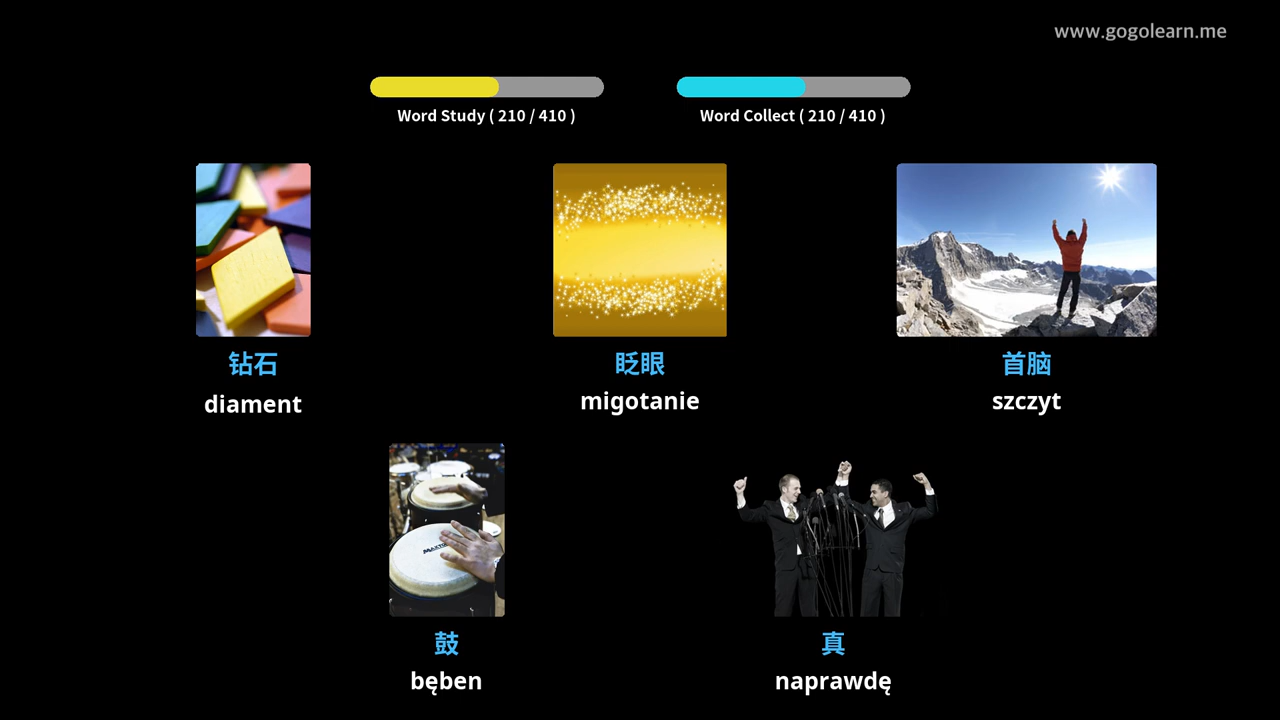 www.gogolearn.me
Word Study ( 210 / 410 )
Word Collect ( 210 / 410 )
钻石
diament
眨眼
migotanie
首脑
szczyt
鼓
bęben
真
naprawdę